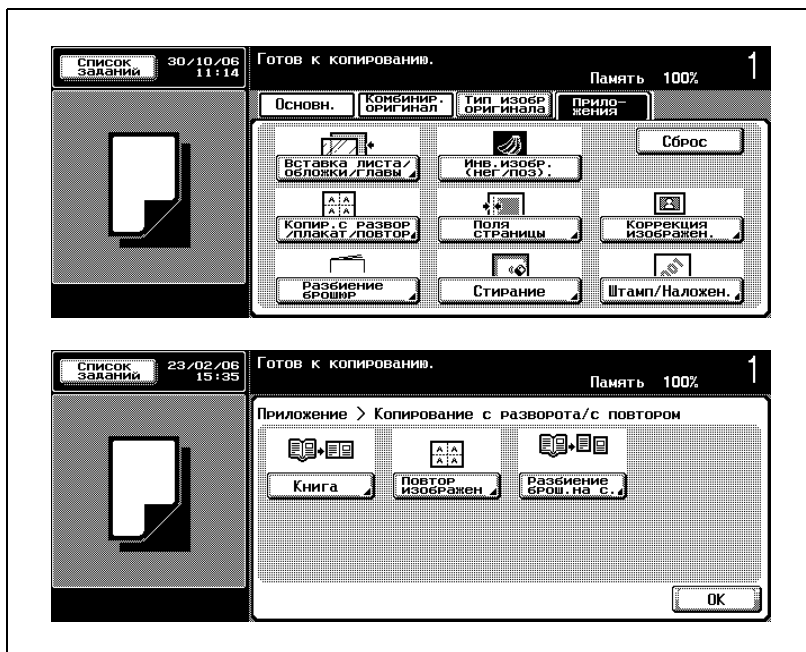 Список
заданий
30/10/06
11:14
Готов к копированию.
Память 100%
1
Основн.
Комбинир.
оригинал
Тип изобр
оригинала
Прило-
жения
Вставка листа/
обложки/главы
Инв.изобр.
(нег/поз).
Сброс
Копир.с развор
/плакат/повтор
Поля
страницы
Коррекция
изображен.
Разбиение
брошюр
Стирание
Штамп/Наложен.
Список
заданий
23/02/06
15:35
Готов к копированию.
Память 100%
1
Приложение > Копирование с разворота/с повтором
Книга
Повтор
изображен
Разбиение
брош.на с.
OK